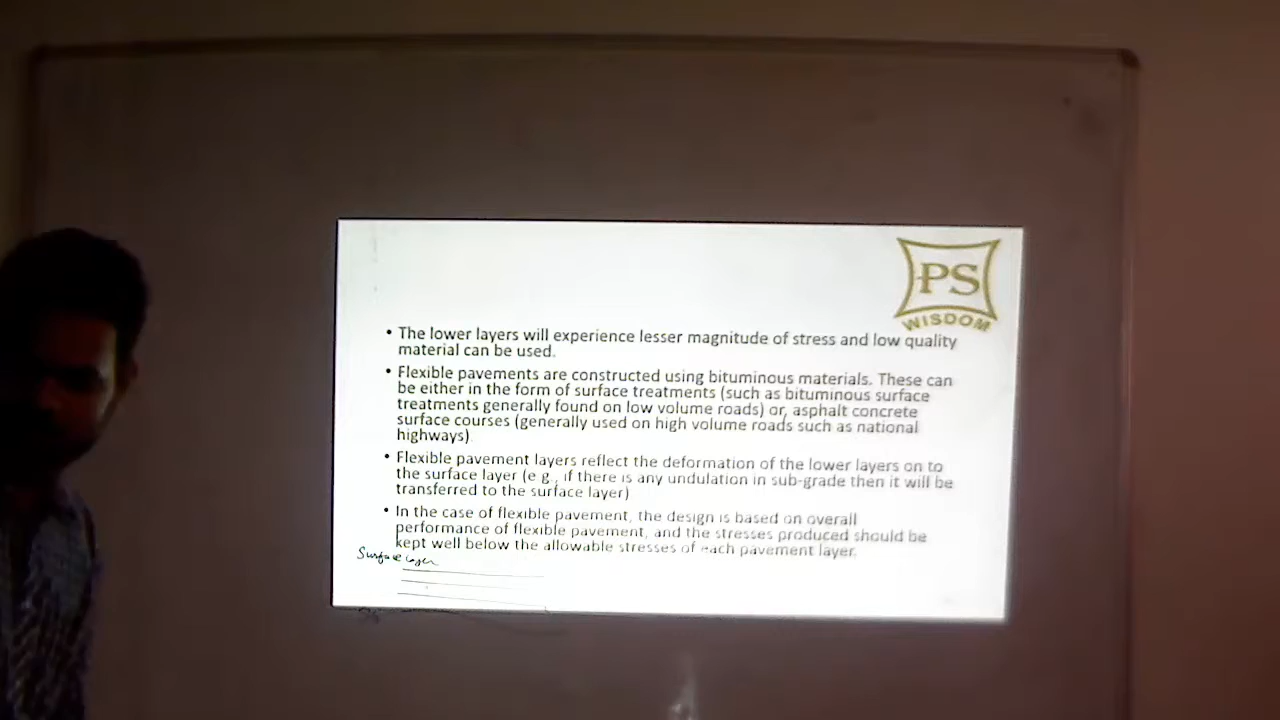 PS
WISDOM
• The lower layers will experience lesser magnitude of stress and low quality
material can be used.
• Flexible pavements are constructed using bituminous materials. These can
be either in the form of surface treatments (such as bituminous surface
treatments generally found on low volume roads) or, asphalt concrete
surface courses (generally used on high volume roads such as national
highways).
• Flexible pavement layers reflect the deformation of the lower layers on to
the surface layer (e.g., if there is any undulation in sub-grade then it will be
transferred to the surface layer)
• In the case of flexible pavement, the design is based on overall
performance of flexible pavement, and the stresses produced should be
kept well below the allowable stresses of each pavement layer.
Surface layer